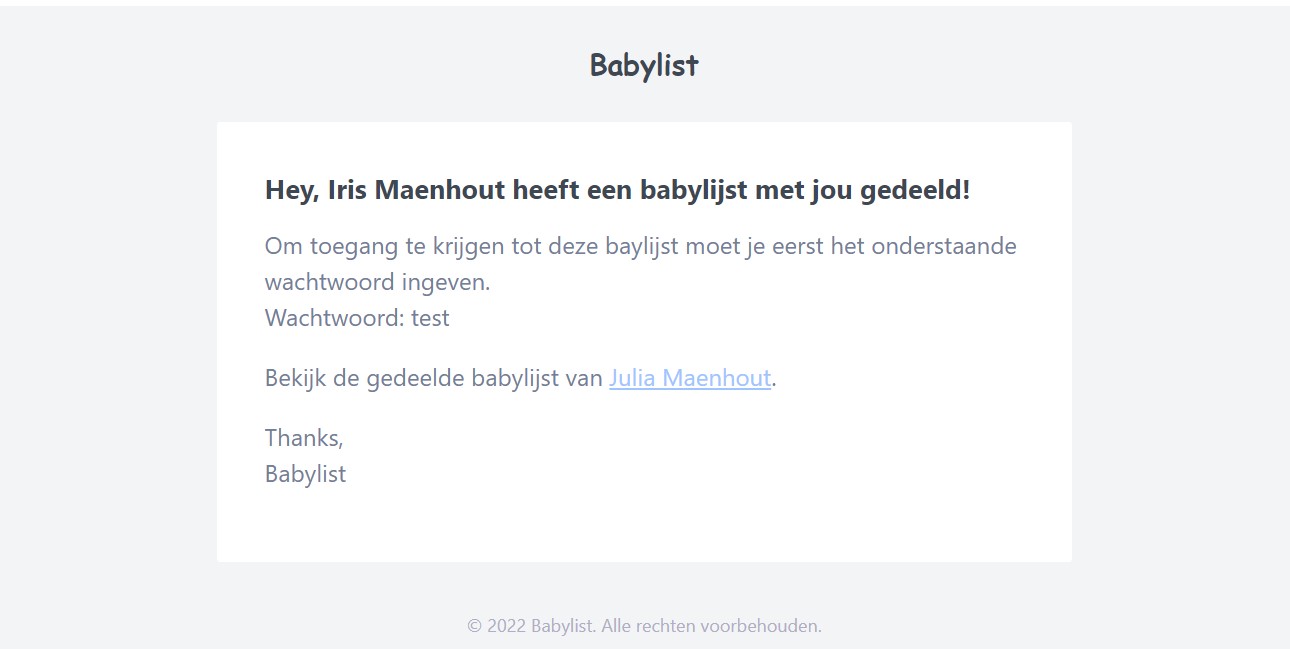 Babylist
Hey, Iris Maenhout heeft een babylijst met jou gedeeld!
Om toegang te krijgen tot deze baylijst moet je eerst het onderstaande
wachtwoord ingeven.
Wachtwoord: test
Bekijk de gedeelde babylijst van Julia Maenhout.
Thanks,
Babylist
© 2022 Babylist. Alle rechten voorbehouden.